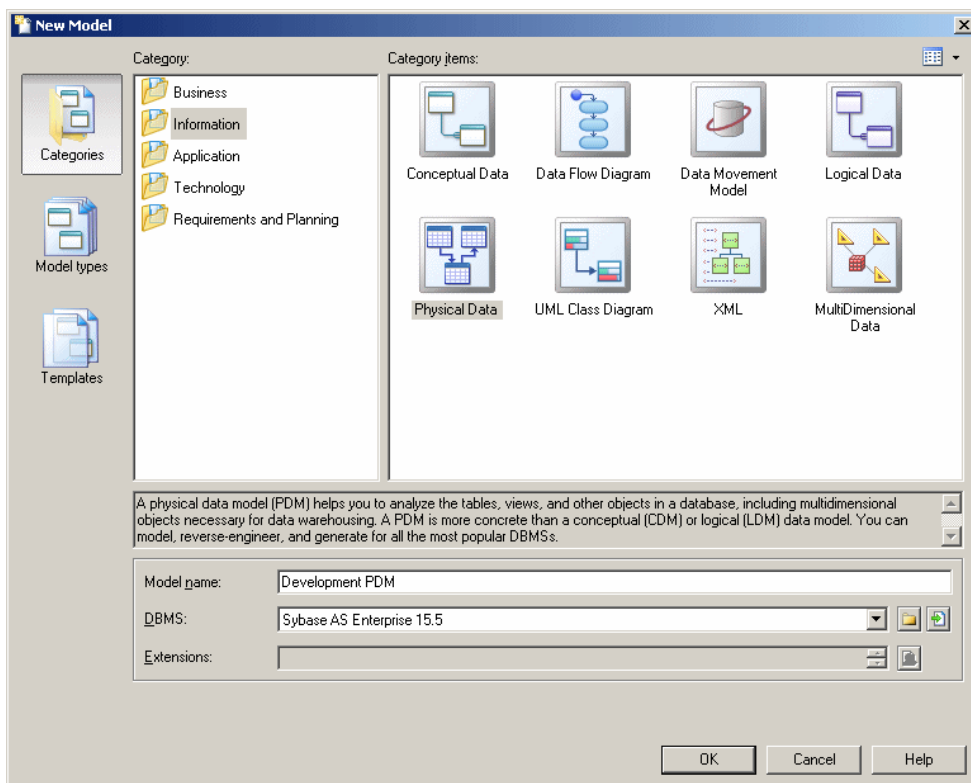 New Model
Category:
Category items:
Categories
Model types
Templates
Business
Information
Application
Technology
Requirements and Planning
Conceptual Data
Data Flow Diagram
Data Movement
Model
Logical Data
Physical Data
UML Class Diagram
XML
MultiDimensional
Data
A physical data model (PDM) helps you to analyze the tables, views, and other objects in a database, including multidimensional
objects necessary for data warehousing. A PDM is more concrete than a conceptual (CDM) or logical (LDM) data model. You can
model, reverse-engineer, and generate for all the most popular DBMSs.
Model name:
Development PDM
DBMS:
Sybase AS Enterprise 15.5
Extensions:
OK
Cancel
Help